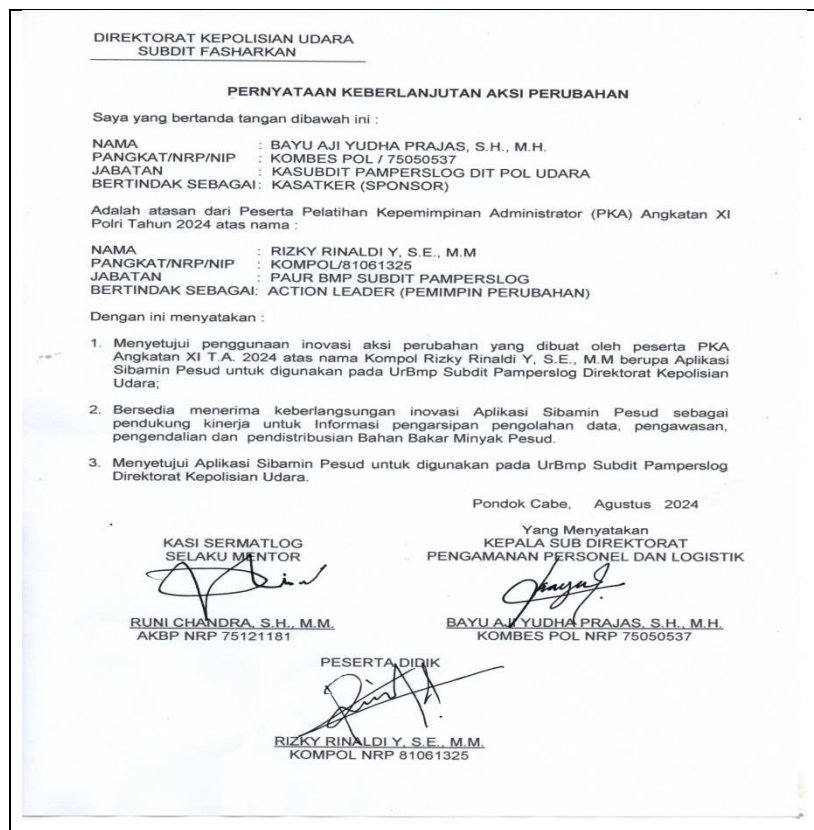 DIREKTORAT KEPOLISIAN UDARA
SUBDIT FASHARKAN
PERNYATAAN KEBERLANJUTAN AKSI PERUBAHAN
Saya yang bertanda tangan dibawah ini :
NAMA : BAYU AJI YUDHA PRAJAS, S.H., M.H.
PANGKAT/NRP/NIP : KOMBES POL / 75050537
JABATAN : KASUBDIT PAMPERSLOG DIT POL UDARA
BERTINDAK SEBAGAI: KASATKER (SPONSOR)
Adalah atasan dari Peserta Pelatihan Kepemimpinan Administrator (PKA) Angkatan XI
Polri Tahun 2024 atas nama :
NAMA : RIZKY RINALDI Y, S.E., M.M
PANGKAT/NRP/NIP : KOMPOL/81061325
JABATAN : PAUR BMP SUBDIT PAMPERSLOG
BERTINDAK SEBAGAI: ACTION LEADER (PEMIMPIN PERUBAHAN)
Dengan ini menyatakan :
1. Menyetujui penggunaan inovasi aksi perubahan yang dibuat oleh peserta PKA
Angkatan XI T.A. 2024 atas nama Kompol Rizky Rinaldi Y, S.E., M.M berupa Aplikasi
Sibamin Pesud untuk digunakan pada UrBmp Subdit Pamperslog Direktorat Kepolisian
Udara;
2. Bersedia menerima keberlangsungan inovasi Aplikasi Sibamin Pesud sebagai
pendukung kinerja untuk Informasi pengarsipan pengolahan data, pengawasan,
pengendalian dan pendistribusian Bahan Bakar Minyak Pesud.
3. Menyetujui Aplikasi Sibamin Pesud untuk digunakan pada UrBmp Subdit Pamperslog
Direktorat Kepolisian Udara.
Pondok Cabe, Agustus 2024
KASI SERMATLOG
SELAKU MENTOR
RUNI CHANDRA, S.H., M.M.
AKBP NRP 75121181
Yang Menyatakan
KEPALA SUB DIREKTORAT
PENGAMANAN PERSONEL DAN LOGISTIK
BAYU AJI YUDHA PRAJAS, S.H., M.H.
KOMBES POL NRP 75050537
PESERTA DIDIK
RIZKY RINALDI Y, S.E., M.M.
KOMPOL NRP 81061325